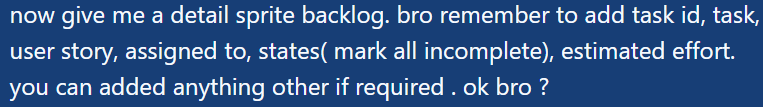 now give me a detail sprite backlog. bro remember to add task id, task,
user story, assigned to, states( mark all incomplete), estimated effort.
you can added anything other if required . ok bro ?